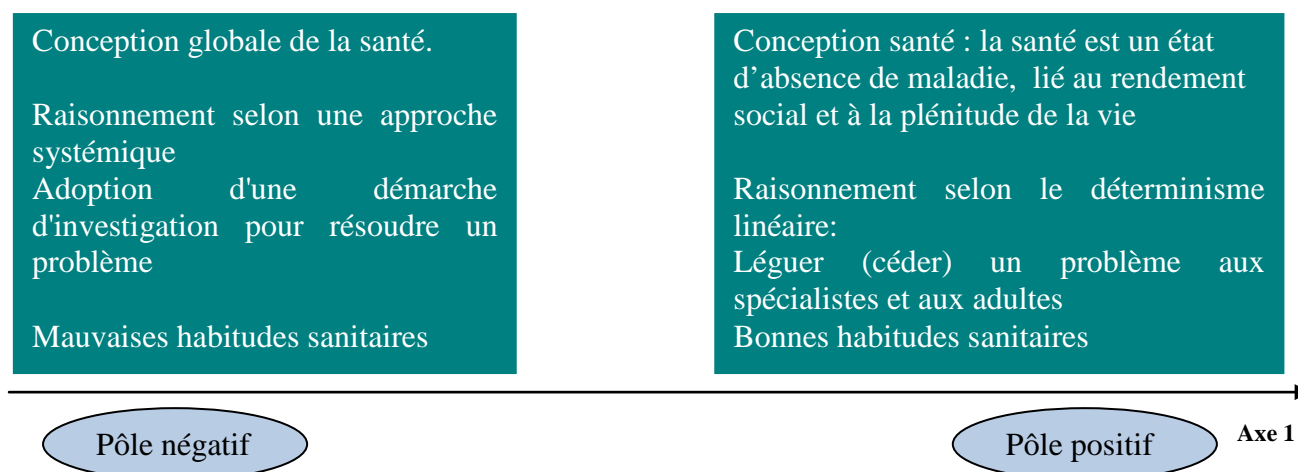 Conception globale de la santé.
Raisonnement selon une approche
systémique
Adoption d'une démarche
d'investigation pour résoudre un
problème
Mauvaises habitudes sanitaires
Conception santé : la santé est un état
d’absence de maladie, lié au rendement
social et à la plénitude de la vie
Raisonnement selon le déterminisme
linéaire:
Léguer (céder) un problème aux
spécialistes et aux adultes
Bonnes habitudes sanitaires
Pôle négatif
Pôle positif
Axe 1